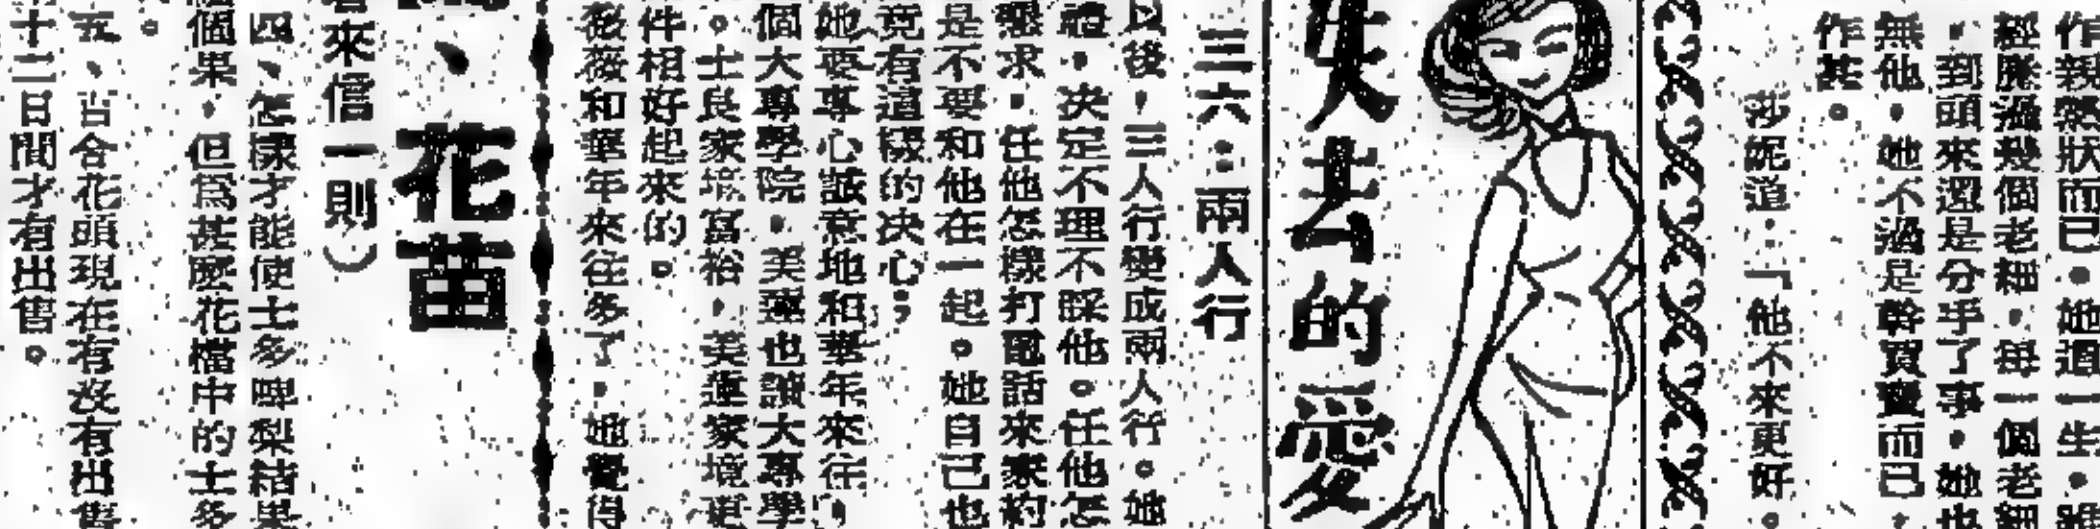 作親熱狀而已。她這一生，
經歷過幾個老細，每一個老細
，到頭來還是分手了事。她也
無他，她不過是幹買賣而已，
作甚。
莎妮道：「他不來更好。
失去的愛
三六：兩人行
以後，三人行變成兩人行。她
，决定不理不睬他。任他怎
懇求，任他怎樣打電話來家約
是不要和他在一起。她自己也
竟有這樣的决心；
她要專心誠意地和華年來往，
個大專學院，美蓮也讀大專學
。士良家境富裕，美蓮家境更
件相好起來的。
薇薇和華年來往多了，她覺得
、花苗
來信一則）
四、怎樣才能使士多啤梨結果
個果，但爲甚麽花檔中的士多
。
五、百合花頭現在有沒有出售
十二日間才有出售。